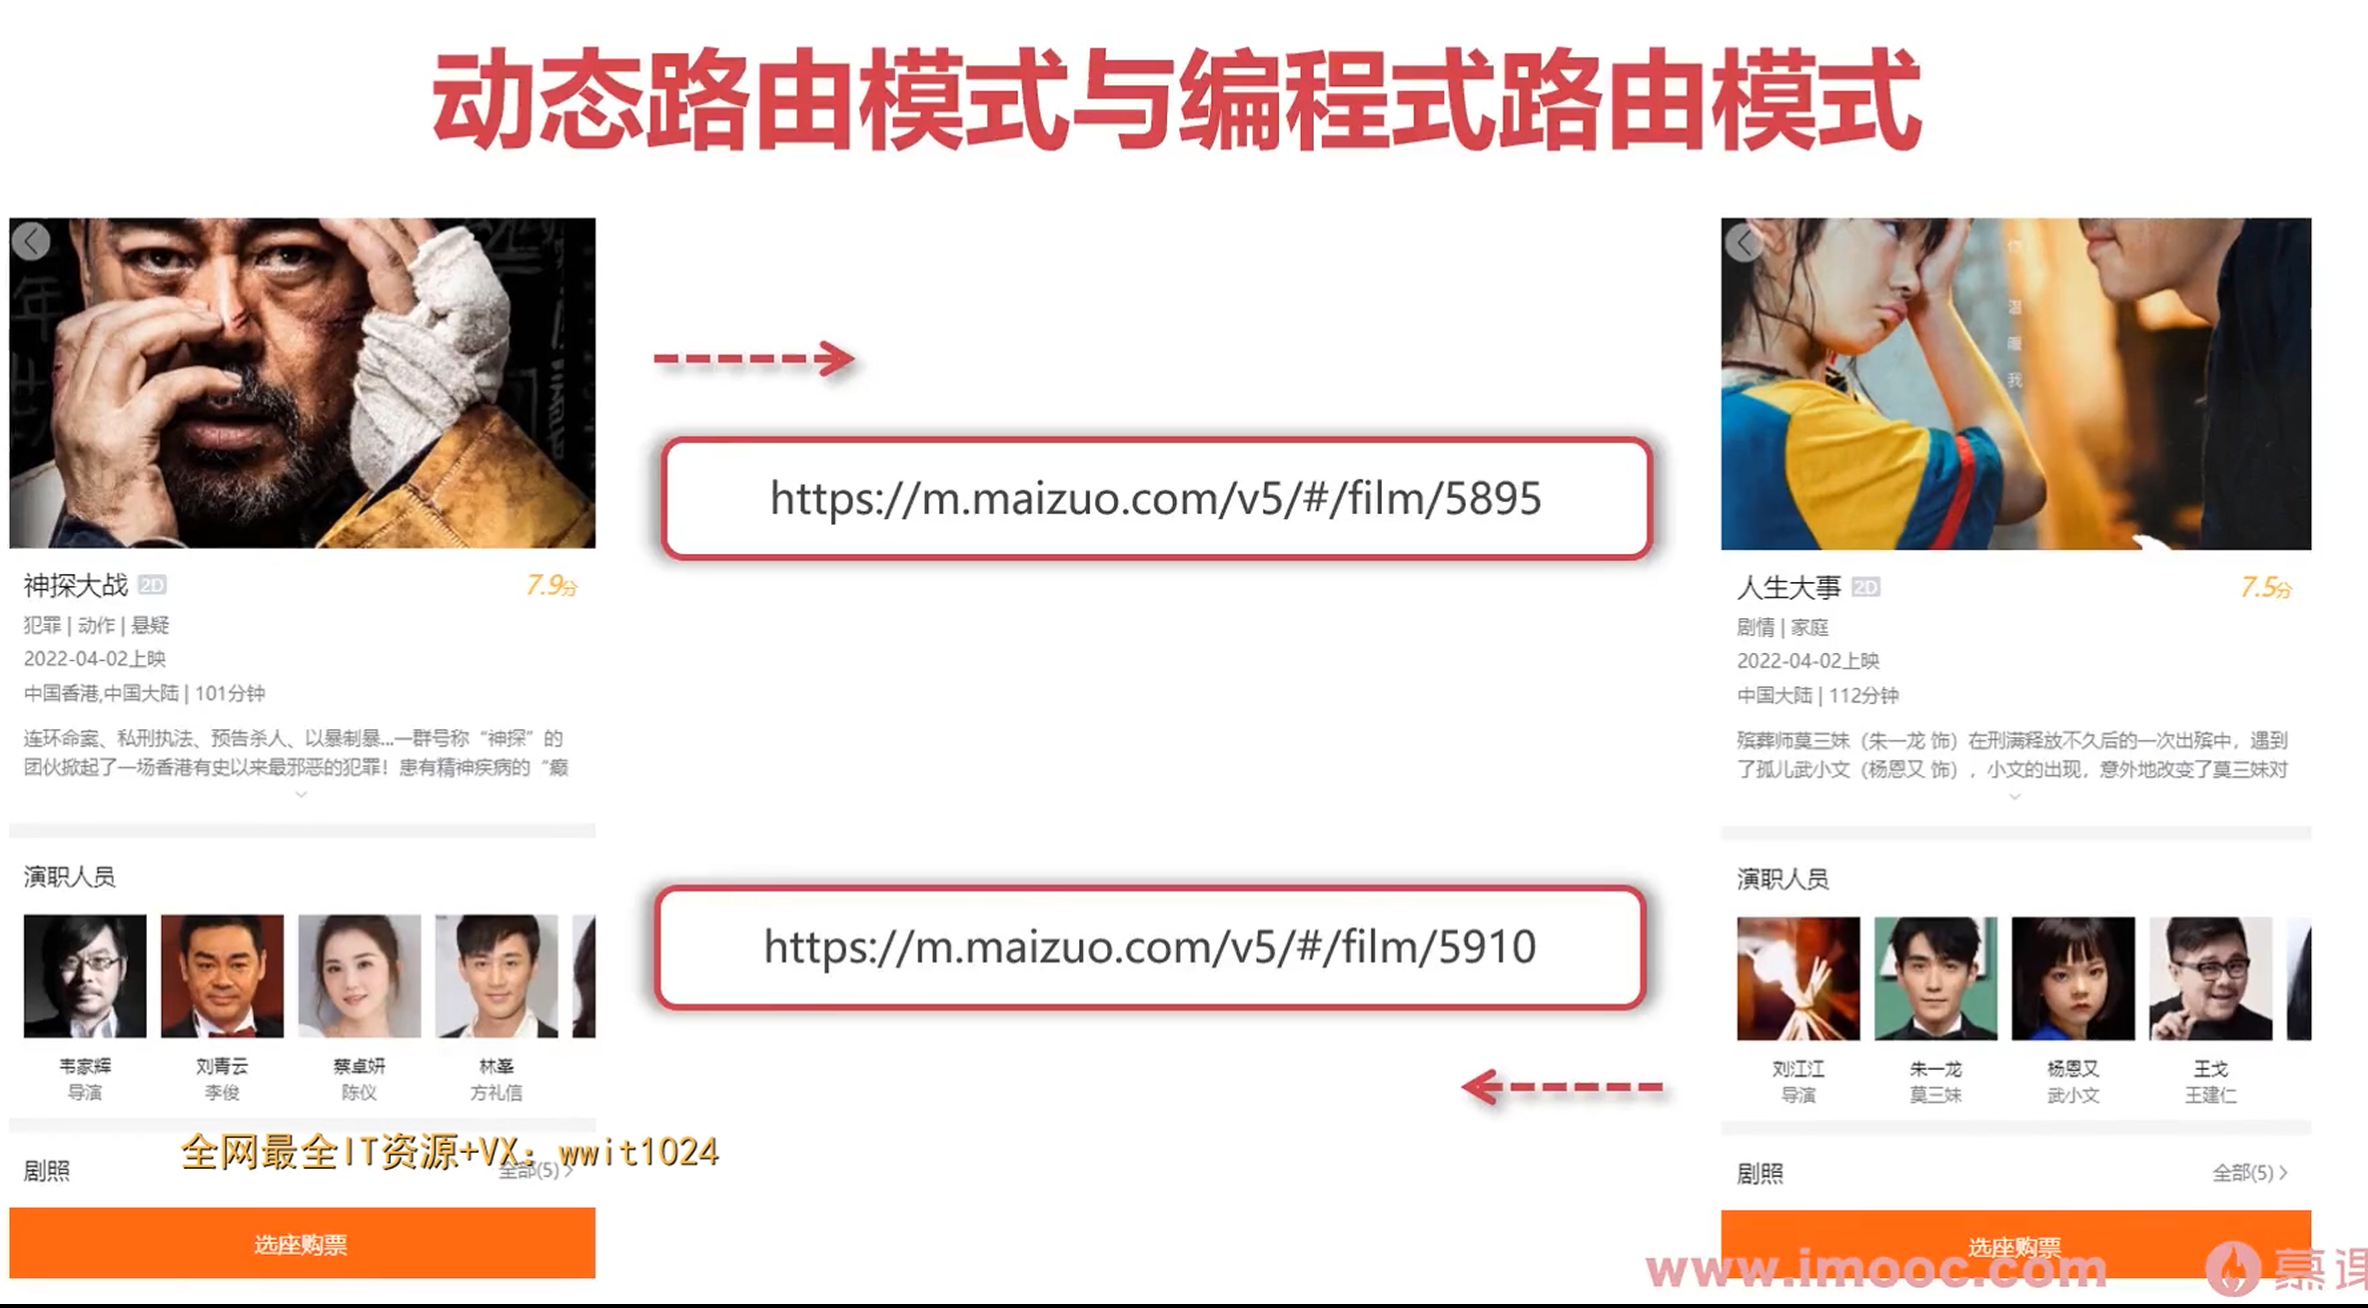 动态路由模式与编程式路由模式
神探大战 2D 7.9分
犯罪 | 动作 | 悬疑
2022-04-02上映
中国香港,中国大陆 | 101分钟
连环命案、私刑执法、预告杀人、以暴制暴...一群号称“神探”的
团伙掀起了一场香港有史以来最邪恶的犯罪！患有精神疾病的“癫
演职人员
韦家辉 刘青云 蔡卓妍 林峯
导演 李俊 陈仪 方礼信
剧照 全部(5)
全网最全IT资源+VX：wwit1024
选座购票
https://m.maizuo.com/v5/#/film/5895
https://m.maizuo.com/v5/#/film/5910
温
暖
我
人生大事 2D 7.5分
剧情 | 家庭
2022-04-02上映
中国大陆 | 112分钟
殡葬师莫三妹（朱一龙 饰）在刑满释放不久后的一次出殡中，遇到
了孤儿武小文（杨恩又 饰），小文的出现，意外地改变了莫三妹对
演职人员
刘江江 朱一龙 杨恩又 王戈
导演 莫三妹 武小文 王建仁
剧照 全部(5)
选座购票
www.imooc.com 慕课